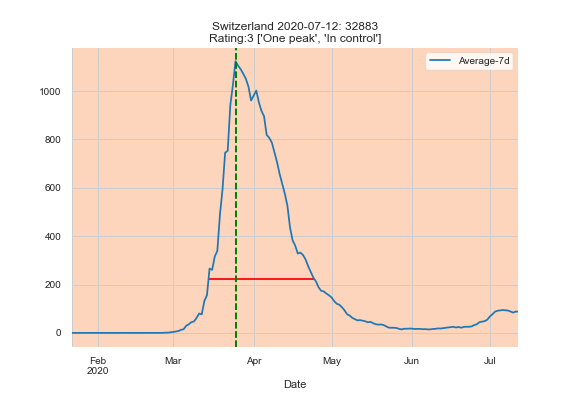 Switzerland 2020-07-12: 32883
Rating:3 ['One peak', 'In control']
Average-7d
1000
800
600
400
200
0
Feb
2020
Mar
Apr
May
Jun
Jul
Date